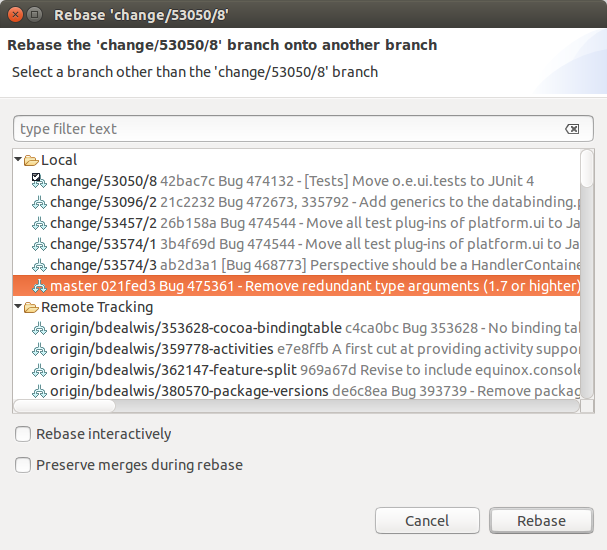 Rebase 'change/53050/8'
Rebase the 'change/53050/8' branch onto another branch
Select a branch other than the 'change/53050/8' branch
type filter text
Local
change/53050/8 42bac7c Bug 474132 - [Tests] Move o.e.ui.tests to JUnit 4
change/53096/2 21c2232 Bug 472673, 335792 - Add generics to the databinding.p
change/53457/2 26b158a Bug 474544 - Move all test plug-ins of platform.ui to Ja
change/53574/1 3b4f69d Bug 474544 - Move all test plug-ins of platform.ui to Ja
change/53574/3 ab2d3a1 [Bug 468773] Perspective should be a HandlerContaine
master 021fed3 Bug 475361 - Remove redundant type arguments (1.7 or highter)
Remote Tracking
origin/bdealwis/353628-cocoa-bindingtable c4ca0bc Bug 353628 - No binding tal
origin/bdealwis/359778-activities e7e8ffb A first cut at providing activity suppor
origin/bdealwis/362147-feature-split 969a67d Revise to include equinox.console
origin/bdealwis/380570-package-versions de6c8ea Bug 393739 - Remove packag
Rebase interactively
Preserve merges during rebase
Cancel
Rebase